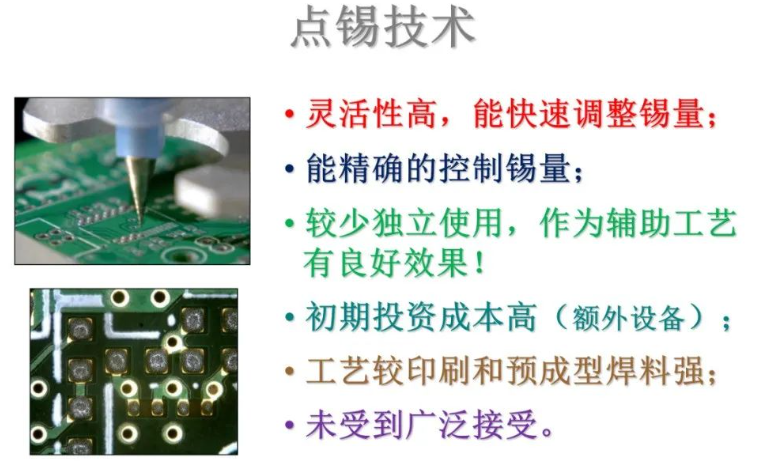 点锡技术
• 灵活性高，能快速调整锡量；
• 能精确的控制锡量；
• 较少独立使用，作为辅助工艺
有良好效果！
• 初期投资成本高（额外设备）；
• 工艺较印刷和预成型焊料强；
• 未受到广泛接受。